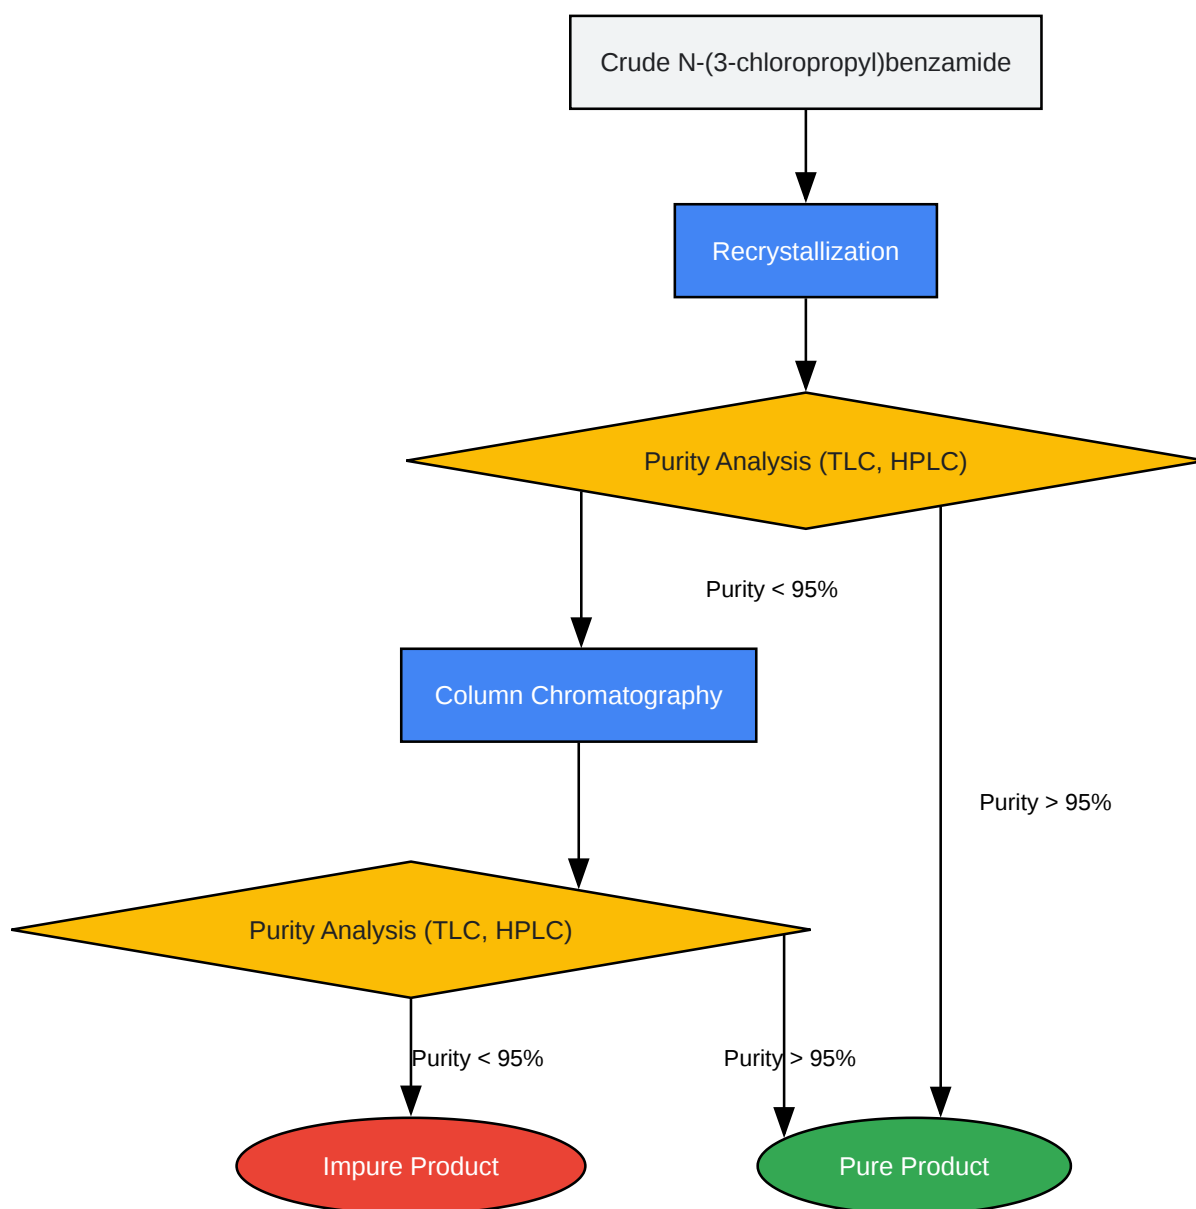 Crude N-(3-chloropropyl)benzamide
Recrystallization
Purity Analysis (TLC, HPLC)
Purity < 95%
Column Chromatography
Purity > 95%
Purity Analysis (TLC, HPLC)
Purity < 95%
Purity > 95%
Impure Product
Pure Product